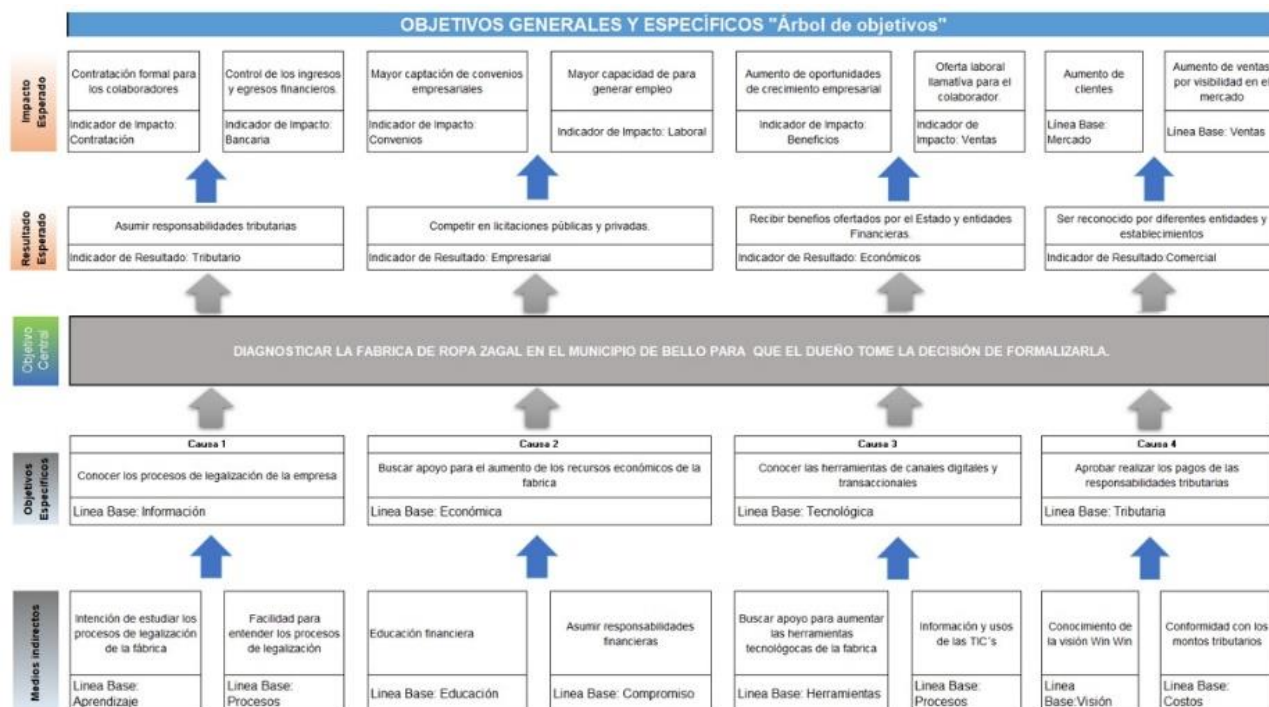 OBJETIVOS GENERALES Y ESPECÍFICOS "Árbol de objetivos"
Impacto
Esperado
Contratación formal para
los colaboradores
Indicador de Impacto:
Contratación
Control de los ingresos
y egresos financieros.
Indicador de Impacto:
Bancaria
Mayor captación de convenios
empresariales
Indicador de Impacto:
Convenios
Mayor capacidad de para
generar empleo
Indicador de Impacto: Laboral
Aumento de oportunidades
de crecimiento empresarial
Indicador de Impacto:
Beneficios
Oferta laboral
llamativa para el
colaborador.
Indicador de
Impacto: Ventas
Aumento de
clientes
Línea Base:
Mercado
Aumento de ventas
por visibilidad en el
mercado
Línea Base: Ventas
Resultado
Esperado
Asumir responsabilidades tributarias
Indicador de Resultado: Tributario
Competir en licitaciones públicas y privadas.
Indicador de Resultado: Empresarial
Recibir benefios ofertados por el Estado y entidades
Financieras.
Indicador de Resultado: Económicos
Ser reconocido por diferentes entidades y
establecimientos
Indicador de Resultado:Comercial
Objetivo
Central
DIAGNOSTICAR LA FABRICA DE ROPA ZAGAL EN EL MUNICIPIO DE BELLO PARA QUE EL DUEÑO TOME LA DECISIÓN DE FORMALIZARLA.
Objetivos
Específicos
Causa 1
Conocer los procesos de legalización de la empresa
Linea Base: Información
Causa 2
Buscar apoyo para el aumento de los recursos económicos de la
fabrica
Linea Base: Económica
Causa 3
Conocer las herramientas de canales digitales y
transaccionales
Linea Base: Tecnológica
Causa 4
Aprobar realizar los pagos de las
responsabilidades tributarias
Linea Base: Tributaria
Medios indirectos
Intención de estudiar los
procesos de legalización
de la fábrica
Linea Base:
Aprendizaje
Facilidad para
entender los procesos
de legalización
Linea Base:
Procesos
Educación financiera
Linea Base: Educación
Asumir responsabilidades
financieras
Linea Base: Compromiso
Buscar apoyo para aumentar
las herramientas
tecnológocas de la fabrica
Linea Base: Herramientas
Información y usos
de las TIC´s
Linea Base:
Procesos
Conocimiento de
la visión Win Win
Linea
Base:Visión
Conformidad con los
montos tributarios
Linea Base:
Costos